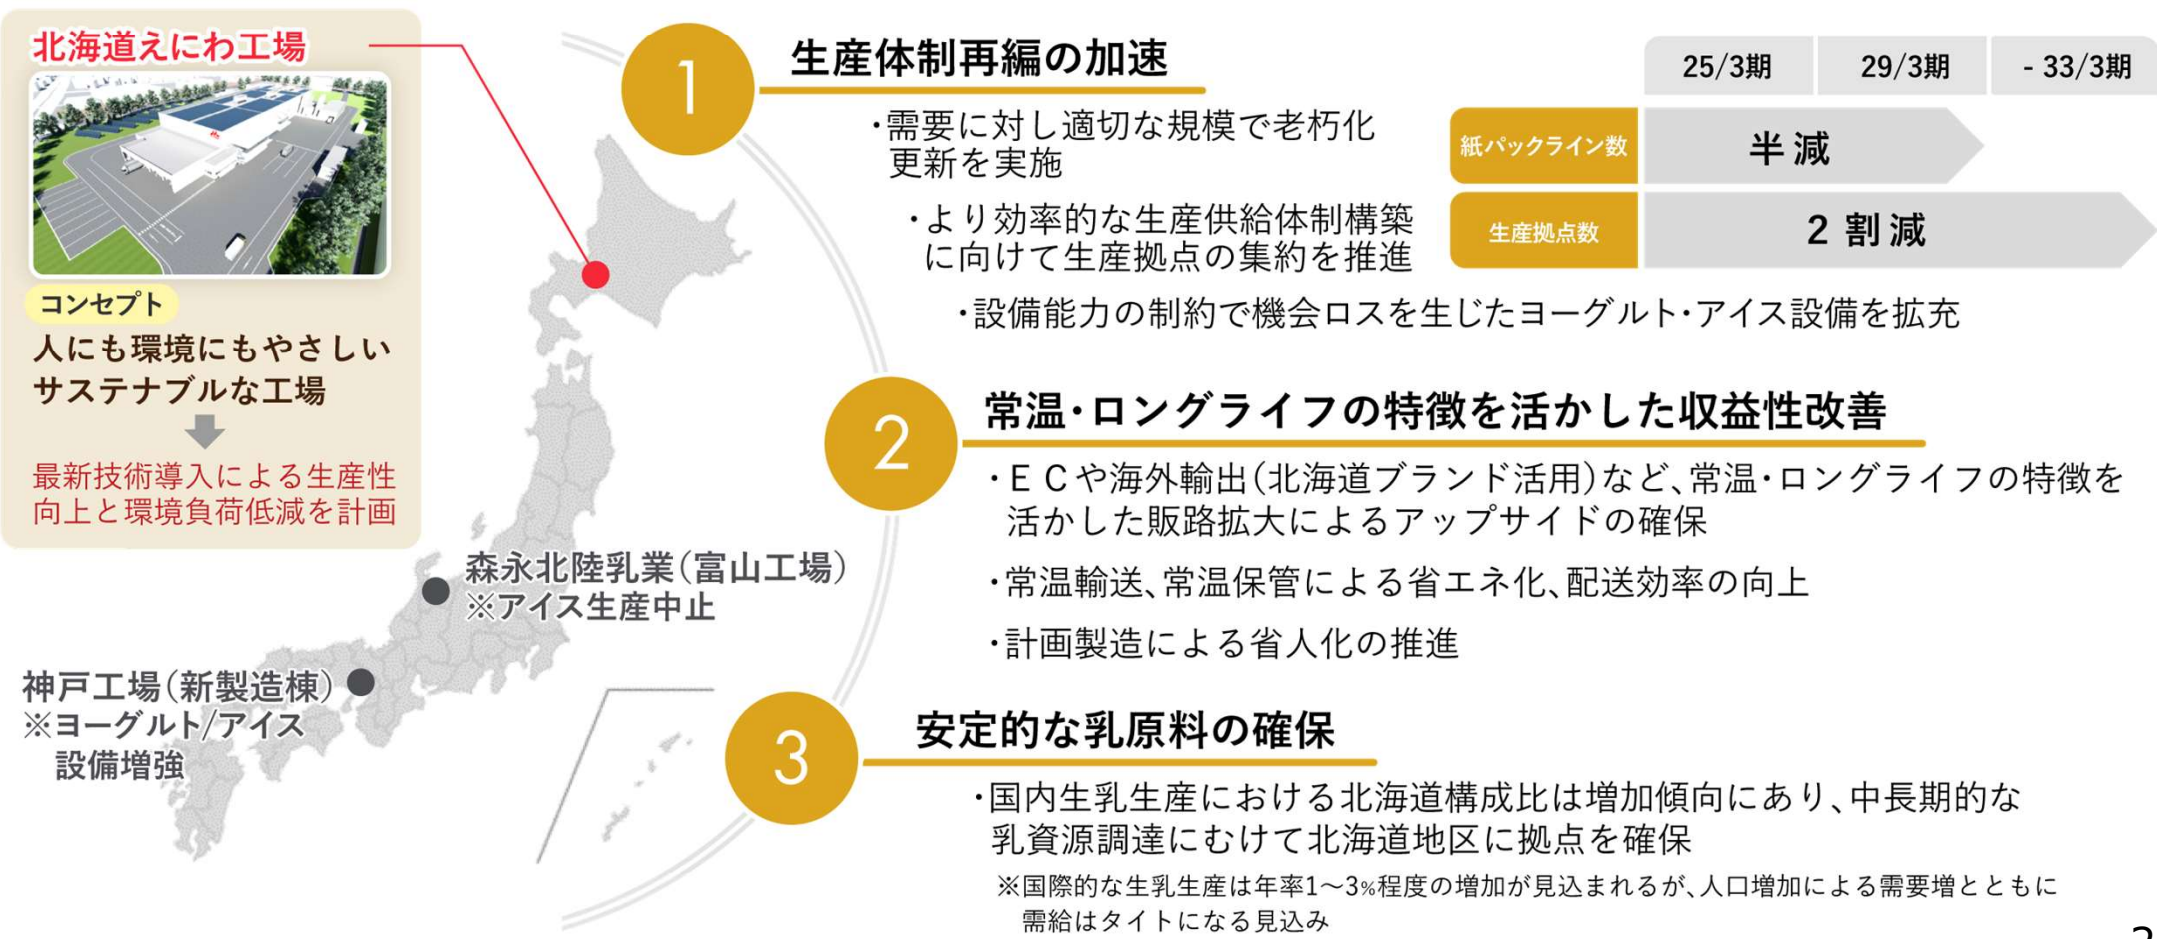 北海道えにわ工場
コンセプト
人にも環境にもやさしい
サステナブルな工場
最新技術導入による生産性
向上と環境負荷低減を計画
森永北陸乳業(富山工場)
※アイス生産中止
神戸工場(新製造棟)
※ヨーグルト/アイス
設備増強
1
生産体制再編の加速
・需要に対し適切な規模で老朽化
更新を実施
・より効率的な生産供給体制構築
に向けて生産拠点の集約を推進
・設備能力の制約で機会ロスを生じたヨーグルト・アイス設備を拡充
25/3期 29/3期 - 33/3期
紙パックライン数 半減
生産拠点数 2 割減
2
常温・ロングライフの特徴を活かした収益性改善
・ＥＣや海外輸出(北海道ブランド活用)など、常温・ロングライフの特徴を
活かした販路拡大によるアップサイドの確保
・常温輸送、常温保管による省エネ化、配送効率の向上
・計画製造による省人化の推進
3
安定的な乳原料の確保
・国内生乳生産における北海道構成比は増加傾向にあり、中長期的な
乳資源調達にむけて北海道地区に拠点を確保
※国際的な生乳生産は年率1～3%程度の増加が見込まれるが、人口増加による需要増とともに
需給はタイトになる見込み